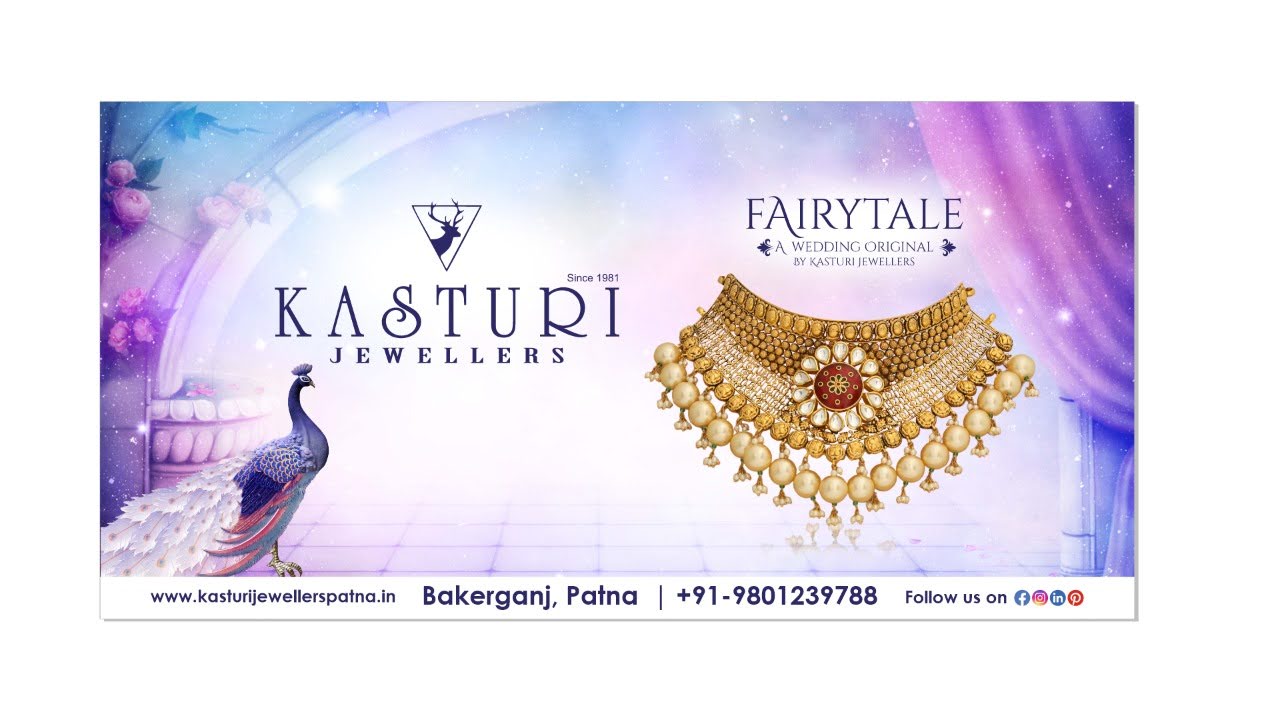 Since 1981
KASTURI
JEWELLERS
FAIRYTALE
A WEDDING ORIGINAL
BY KASTURI JEWELLERS
www.kasturijewellerspatna.in Bakerganj, Patna | +91-9801239788 Follow us on